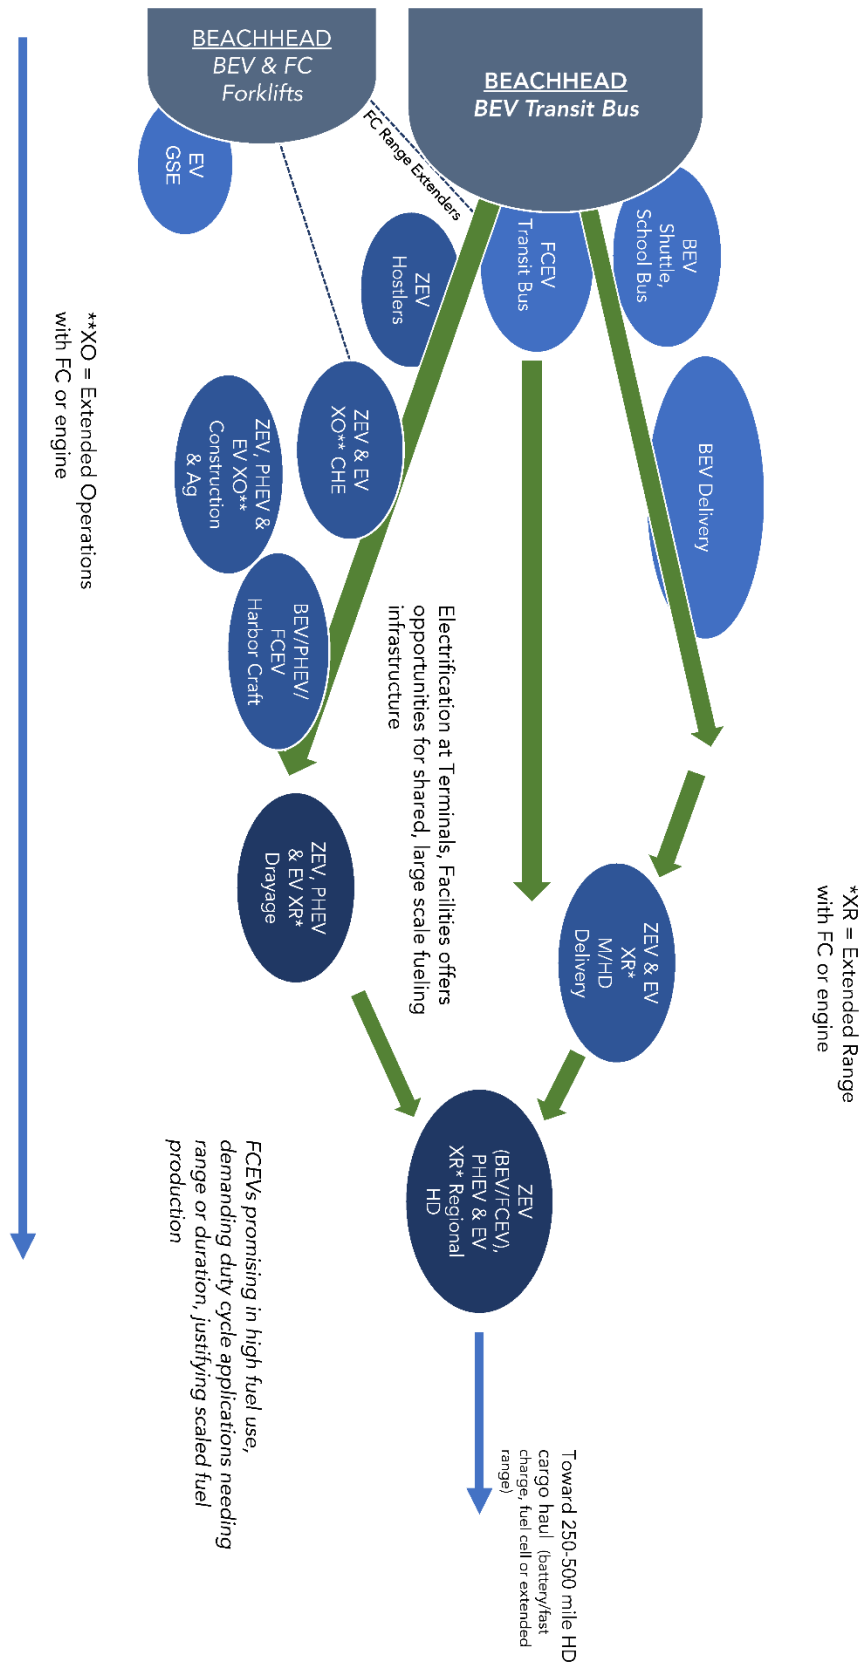 BEACHHEAD
BEV & FC
Forklifts
BEACHHEAD
BEV Transit Bus
EV
GSE
FC Range Extenders
ZEV
Hostlers
FCEV
Transit Bus
BEV
Shuttle,
School Bus
BEV Delivery
ZEV & EV
XO** CHE
ZEV, PHEV &
EV XO**
Construction
& Ag
BEV/PHEV/
FCEV
Harbor Craft
**XO = Extended Operations
with FC or engine
Electrification at Terminals, Facilities offers
opportunities for shared, large scale fueling
infrastructure
ZEV, PHEV
& EV XR*
Drayage
ZEV & EV
XR*
M/HD
Delivery
*XR = Extended Range
with FC or engine
ZEV
(BEV/FCEV),
PHEV & EV
XR* Regional
HD
FCEVs promising in high fuel use,
demanding duty cycle applications needing
range or duration, justifying scaled fuel
production
Toward 250-500 mile HD
cargo haul (battery/fast
charge, fuel cell or extended
range)